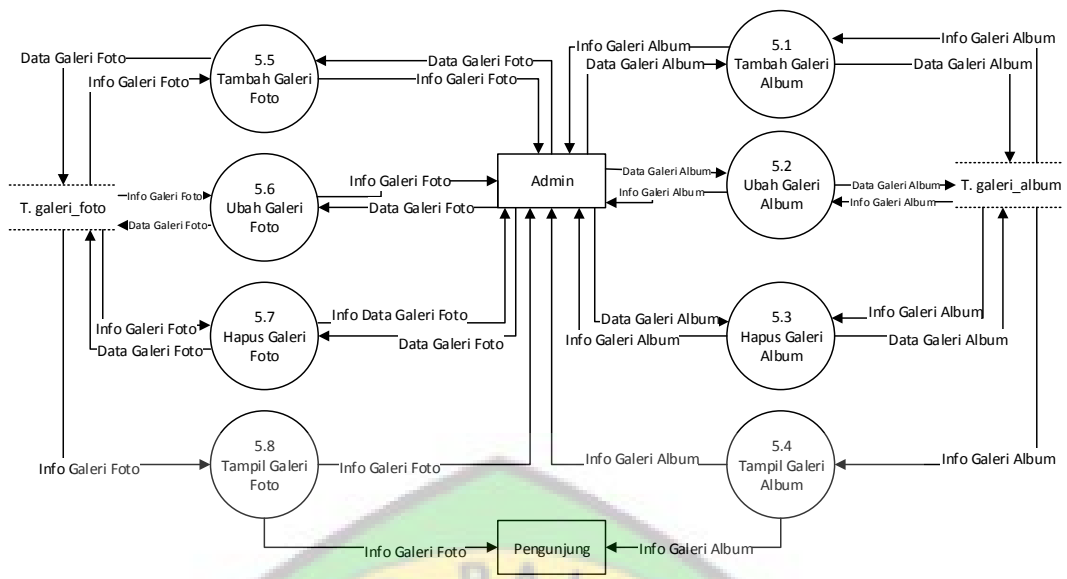 Data Galeri Foto
Info Galeri Foto
5.5
Tambah Galeri
Foto
Data Galeri Foto
Info Galeri Foto
Info Galeri Album
Data Galeri Album
5.1
Tambah Galeri
Album
Info Galeri Album
Data Galeri Album
T. galeri_foto
Info Galeri Foto
Data Galeri Foto
5.6
Ubah Galeri
Foto
Info Galeri Foto
Data Galeri Foto
Admin
Data Galeri Album
Info Galeri Album
5.2
Ubah Galeri
Album
Data Galeri Album
Info Galeri Album
T. galeri_album
Info Galeri Foto
Data Galeri Foto
5.7
Hapus Galeri
Foto
Info Data Galeri Foto
Data Galeri Foto
Data Galeri Album
Info Galeri Album
5.3
Hapus Galeri
Album
Info Galeri Album
Data Galeri Album
Info Galeri Foto
5.8
Tampil Galeri
Foto
Info Galeri Foto
Info Galeri Album
5.4
Tampil Galeri
Album
Info Galeri Album
Info Galeri Foto
Pengunjung
Info Galeri Album